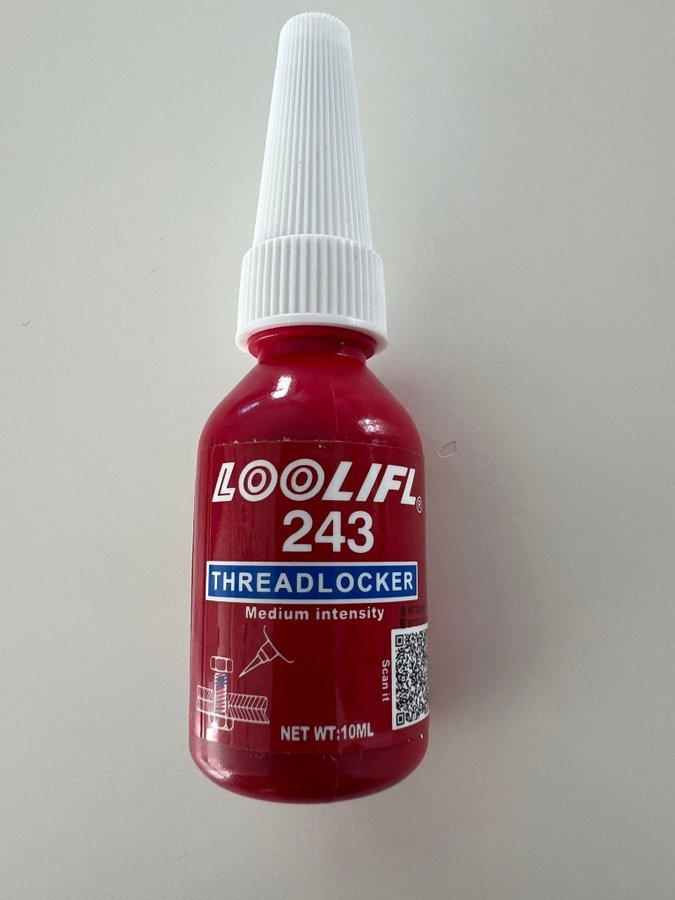 LOOLIFL®
243
THREADLOCKER
Medium intensity
Scan it
NET WT:10ML